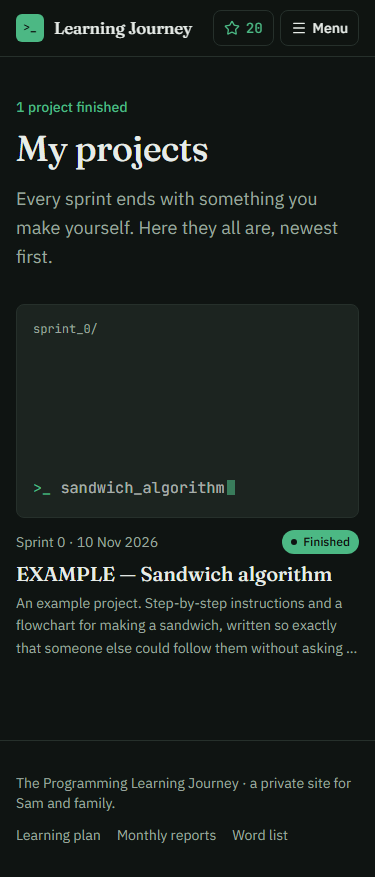 >_ Learning Journey 20 Menu
1 project finished
My projects
Every sprint ends with something you
make yourself. Here they all are, newest
first.
sprint_0/
>_ sandwich_algorithm
Sprint 0 · 10 Nov 2026 Finished
EXAMPLE — Sandwich algorithm
An example project. Step-by-step instructions and a
flowchart for making a sandwich, written so exactly
that someone else could follow them without asking ...
The Programming Learning Journey · a private site for
Sam and family.
Learning plan Monthly reports Word list